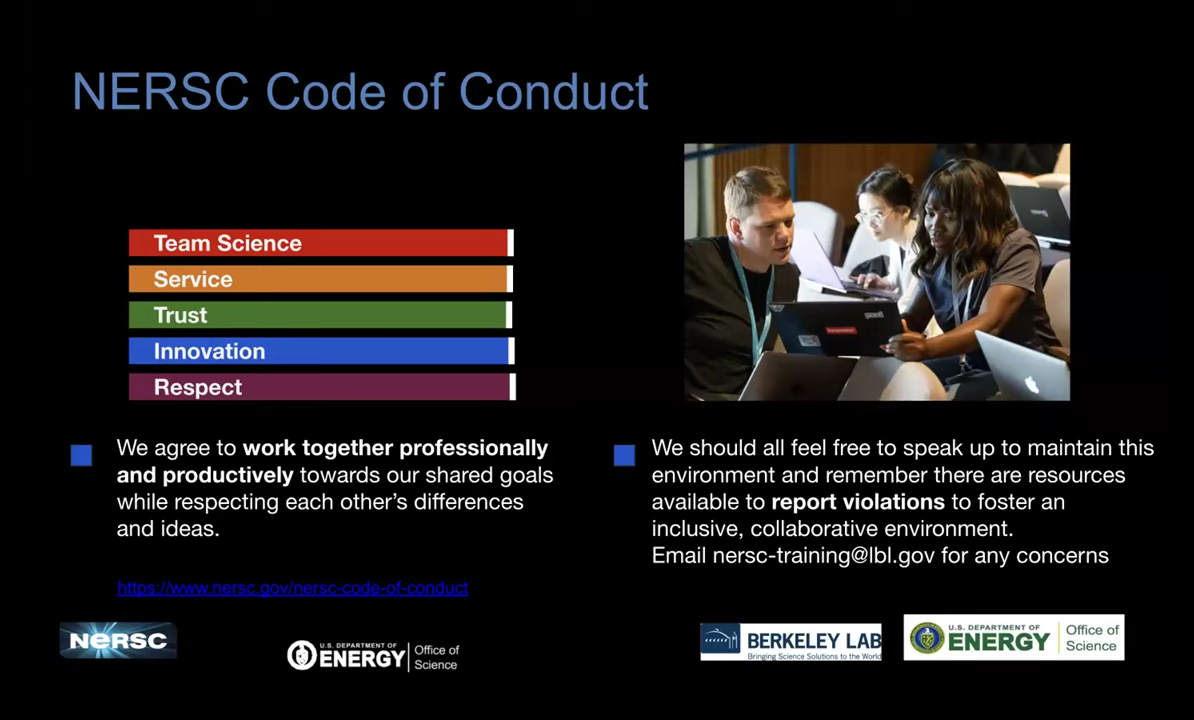 NERSC Code of Conduct
Team Science
Service
Trust
Innovation
Respect
We agree to work together professionally
and productively towards our shared goals
while respecting each other’s differences
and ideas.
https://www.nersc.gov/nersc-code-of-conduct
We should all feel free to speak up to maintain this
environment and remember there are resources
available to report violations to foster an
inclusive, collaborative environment.
Email nersc-training@lbl.gov for any concerns
NERSC
U.S. DEPARTMENT OF
ENERGY
Office of
Science
BERKELEY LAB
Bringing Science Solutions to the World
U.S. DEPARTMENT OF
ENERGY
Office of
Science